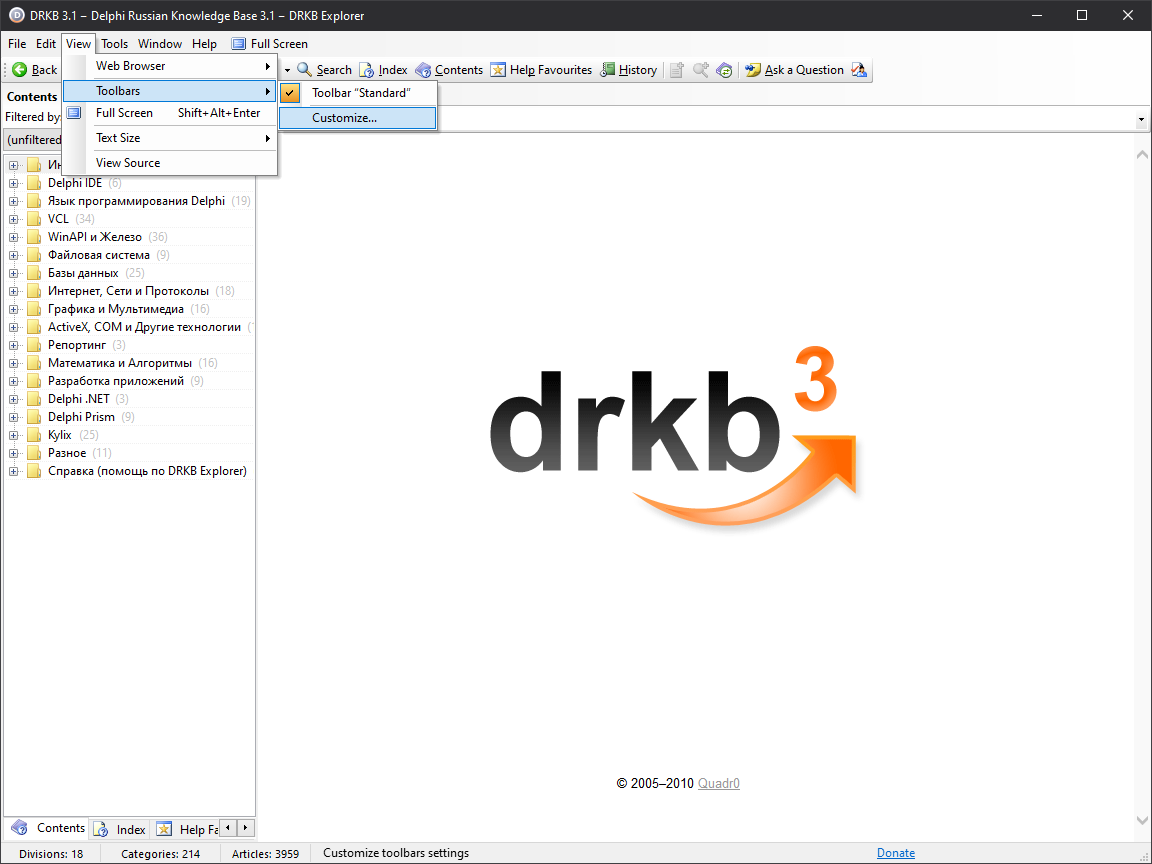 DRKB 3.1 – Delphi Russian Knowledge Base 3.1 – DRKB Explorer
File Edit View Tools Window Help Full Screen
Back Search Index Contents Help Favourites History Ask a Question
Web Browser
Toolbars
Full Screen Shift+Alt+Enter
Text Size
View Source
Toolbar “Standard”
Customize...
Contents
Filtered by:
(unfiltered
Delphi IDE (6)
Язык программирования Delphi (19)
VCL (34)
WinAPI и Железо (36)
Файловая система (9)
Базы данных (25)
Интернет, Сети и Протоколы (18)
Графика и Мультимедиа (16)
ActiveX, COM и Другие технологии
Репортинг (3)
Математика и Алгоритмы (16)
Разработка приложений (9)
Delphi .NET (3)
Delphi Prism (9)
Kylix (25)
Разное (11)
Справка (помощь по DRKB Explorer)
drkb3
© 2005–2010 Quadr0
Contents Index Help Fa
Divisions: 18 Categories: 214 Articles: 3959 Customize toolbars settings Donate